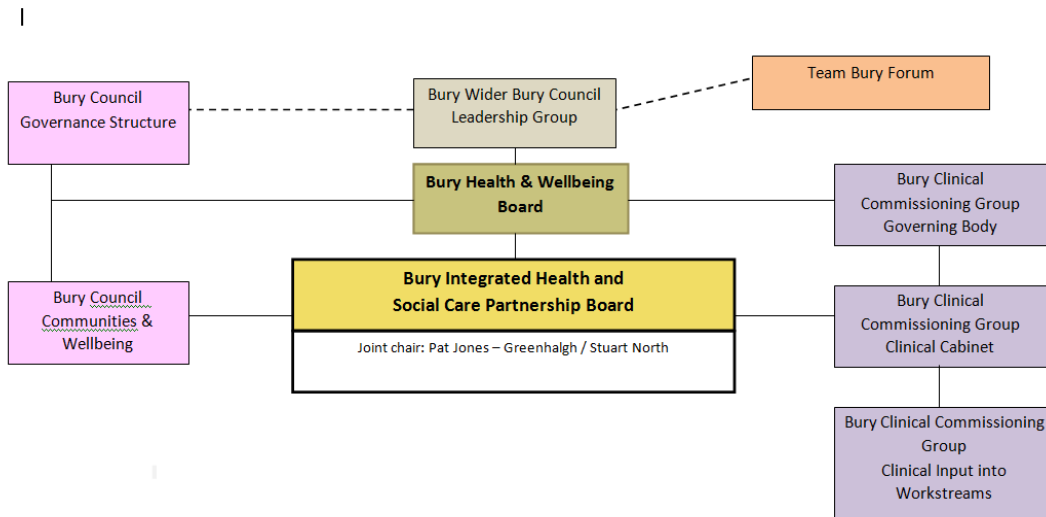 Bury Council
Governance Structure
Bury Wider Bury Council
Leadership Group
Team Bury Forum
Bury Health & Wellbeing
Board
Bury Clinical
Commissioning Group
Governing Body
Bury Council
Communities &
Wellbeing
Bury Integrated Health and
Social Care Partnership Board
Joint chair: Pat Jones – Greenhalgh / Stuart North
Bury Clinical
Commissioning Group
Clinical Cabinet
Bury Clinical Commissioning
Group
Clinical Input into
Workstreams